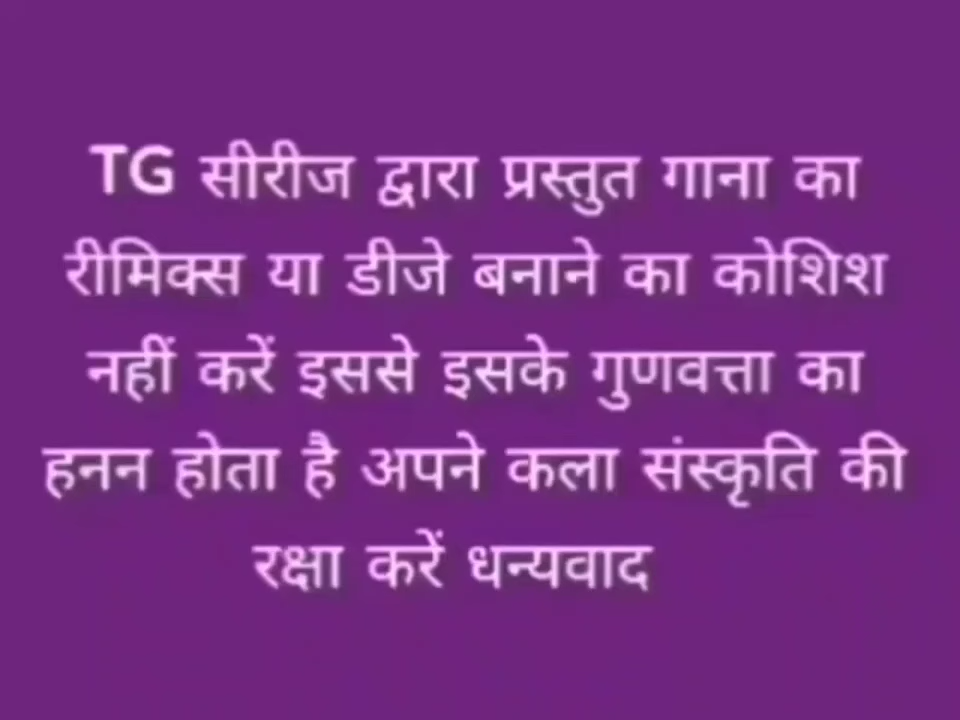 TG सीरीज द्वारा प्रस्तुत गाना का
रीमिक्स या डीजे बनाने का कोशिश
नहीं करें इससे इसके गुणवत्ता का
हनन होता है अपने कला संस्कृति की
रक्षा करें धन्यवाद